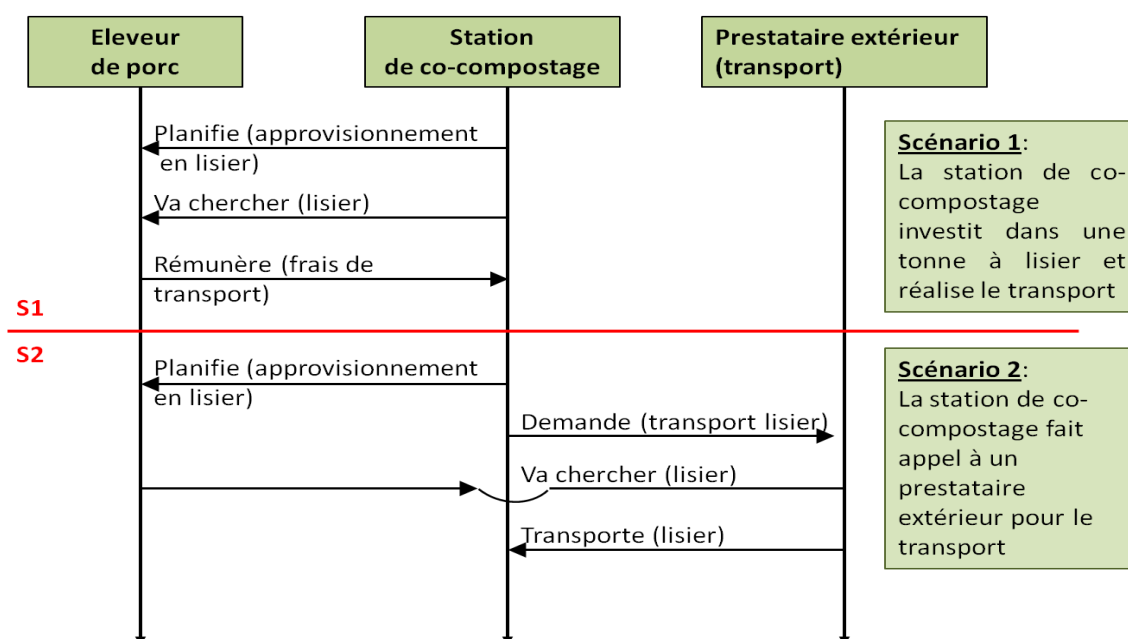 Eleveur
de porc
Station
de co-compostage
Prestataire extérieur
(transport)
Planifie (approvisionnement
en lisier)
Va chercher (lisier)
Rémunère (frais de
transport)
S1
Scénario 1:
La station de co-
compostage
investit dans une
tonne à lisier et
réalise le transport
S2
Planifie (approvisionnement
en lisier)
Demande (transport lisier)
Va chercher (lisier)
Transporte (lisier)
Scénario 2:
La station de co-
compostage fait
appel à un
prestataire
extérieur pour le
transport